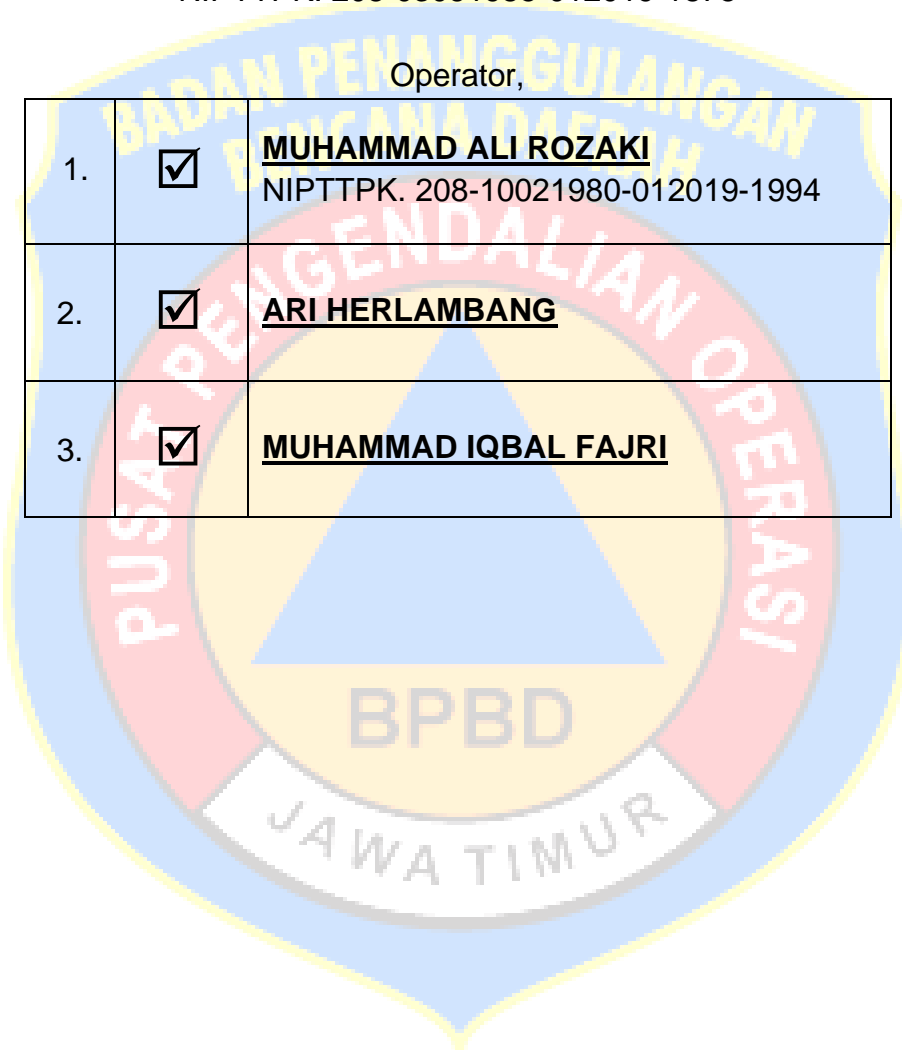 Operator,
1. ☑ MUHAMMAD ALI ROZAKI
NIPTTPK. 208-10021980-012019-1994
2. ☑ ARI HERLAMBANG
3. ☑ MUHAMMAD IQBAL FAJRI
BADAN PENANGGULANGAN
BENCANA DAERAH
PUSAT PENGENDALIAN OPERASI
BPBD
JAWA TIMUR